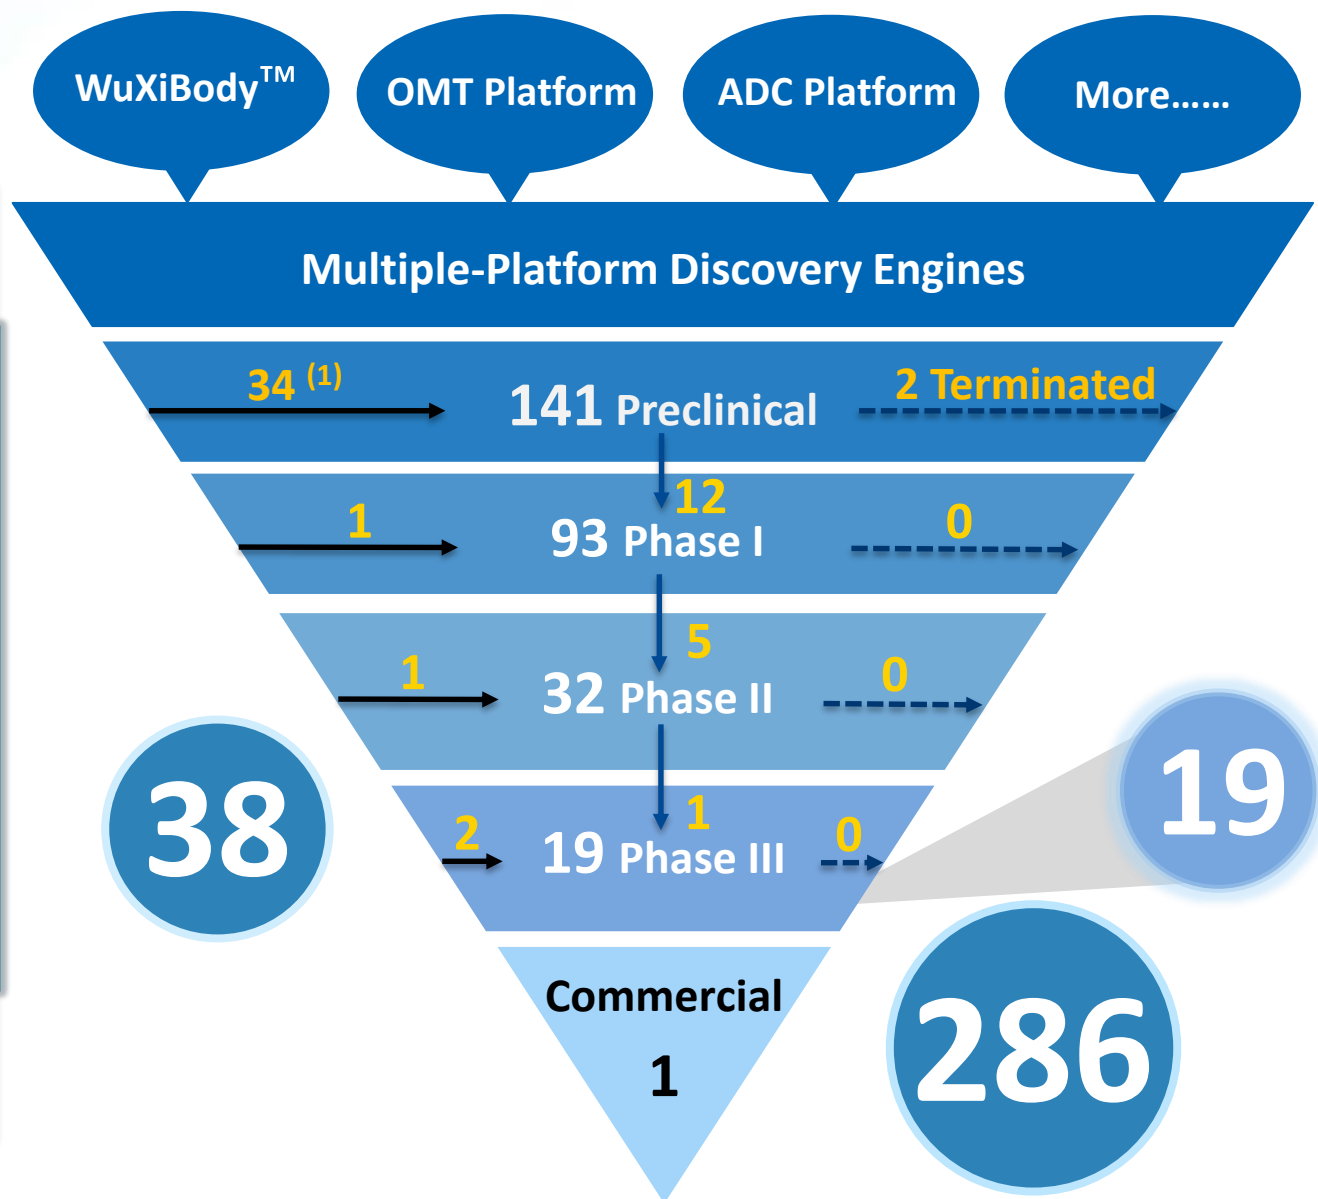 WuXiBody™
OMT Platform
ADC Platform
More……
Multiple-Platform Discovery Engines
34 (1)
141 Preclinical
2 Terminated
12
1
93 Phase I
0
5
1
32 Phase II
0
1
2
19 Phase III
0
19
38
Commercial
1
286